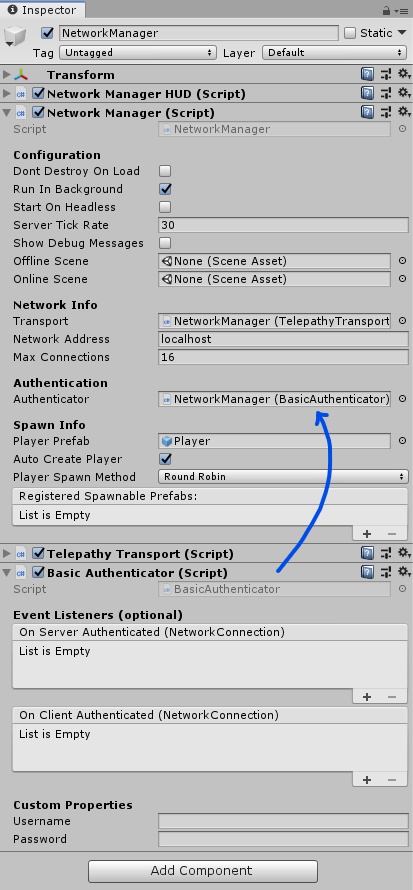 Inspector
NetworkManager
Static
Tag Untagged Layer Default
Transform
Network Manager HUD (Script)
Network Manager (Script)
Script NetworkManager
Configuration
Dont Destroy On Load
Run In Background
Start On Headless
Server Tick Rate 30
Show Debug Messages
Offline Scene None (Scene Asset)
Online Scene None (Scene Asset)
Network Info
Transport NetworkManager (TelepathyTransport
Network Address localhost
Max Connections 16
Authentication
Authenticator NetworkManager (BasicAuthenticator)
Spawn Info
Player Prefab Player
Auto Create Player
Player Spawn Method Round Robin
Registered Spawnable Prefabs:
List is Empty
Telepathy Transport (Script)
Basic Authenticator (Script)
Script BasicAuthenticator
Event Listeners (optional)
On Server Authenticated (NetworkConnection)
List is Empty
On Client Authenticated (NetworkConnection)
List is Empty
Custom Properties
Username
Password
Add Component